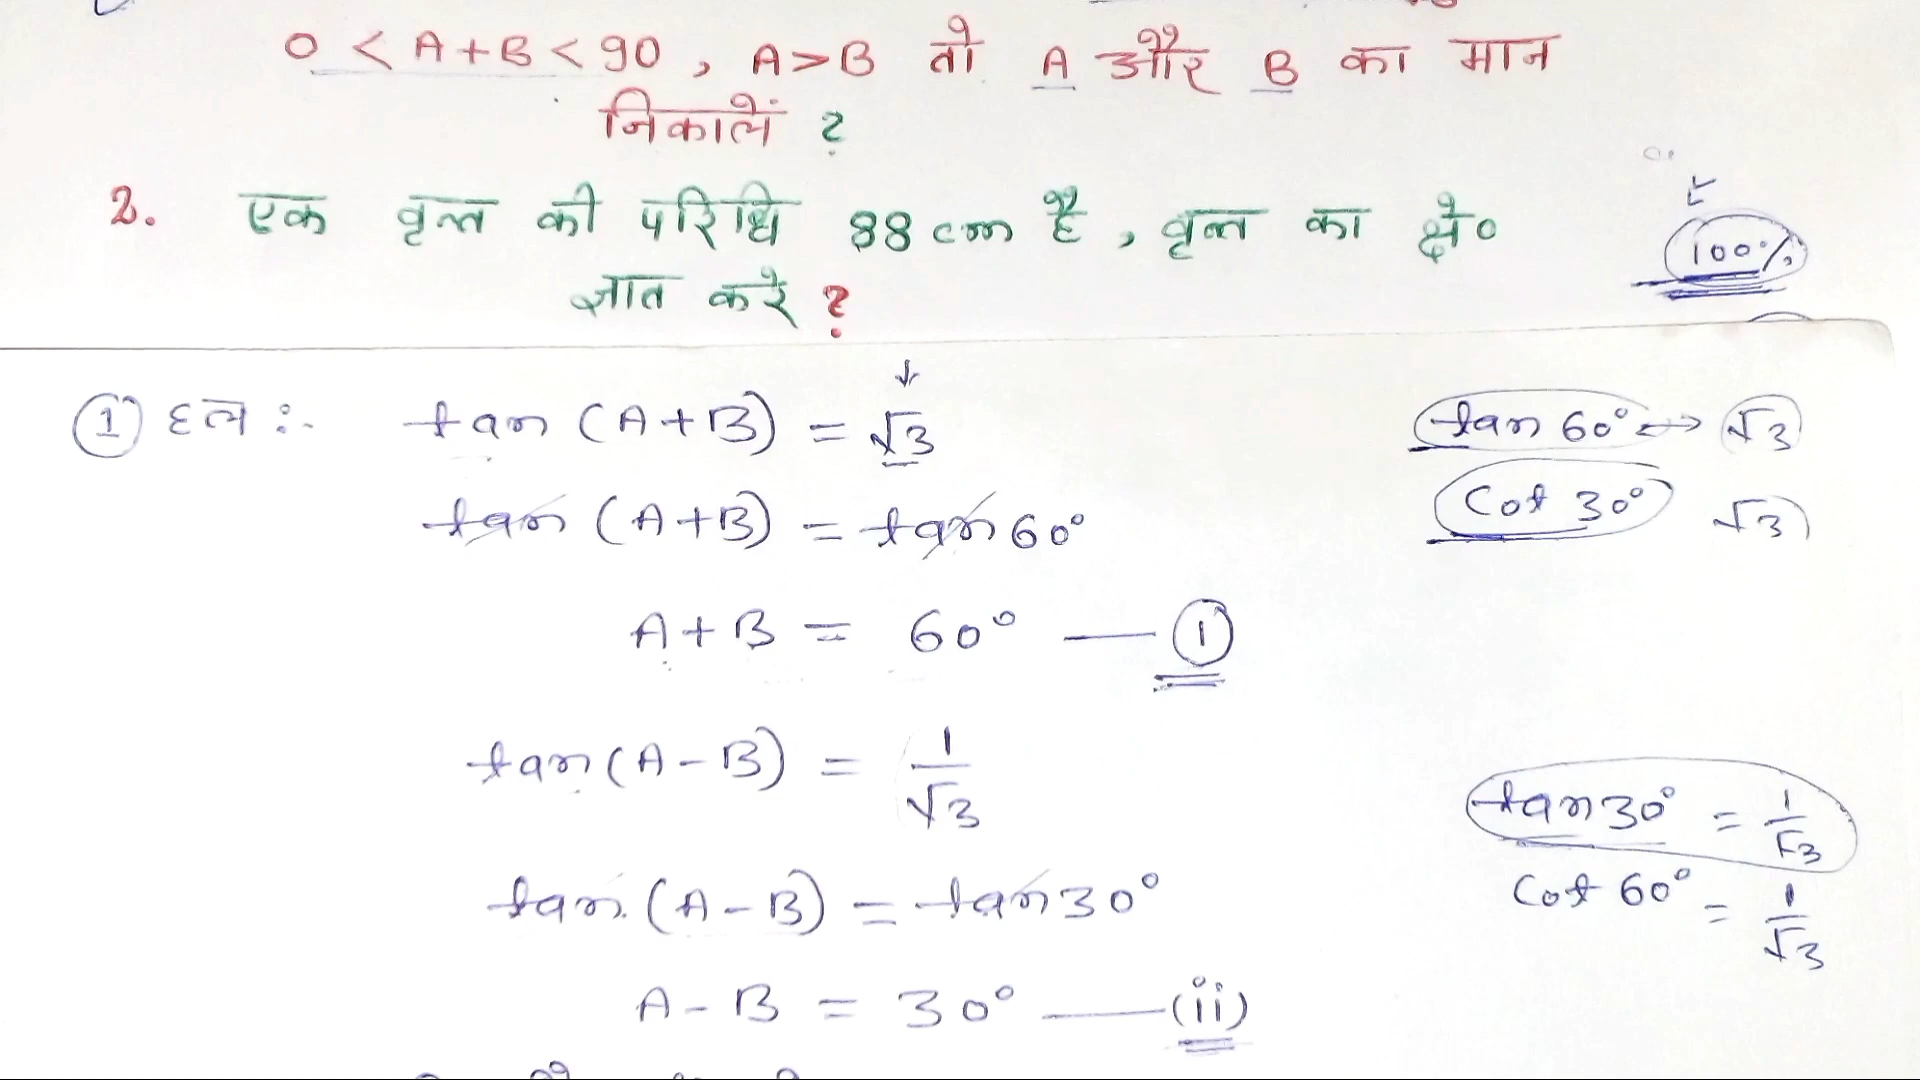 0 < A + B < 90 , A > B तो A और B का मान
निकालें ?
2. एक वृत्त की परिधि 88 cm है , वृत्त का क्षे०
ज्ञात करे ?
100%
① हल :- tan (A + B) = √3
tan 60° ↔ √3
tan (A + B) = tan 60°
Cot 30° √3
A + B = 60° — ①
tan (A - B) = 1/√3
tan 30° = 1/√3
tan (A - B) = tan 30°
Cot 60° = 1/√3
A - B = 30° — (ii)